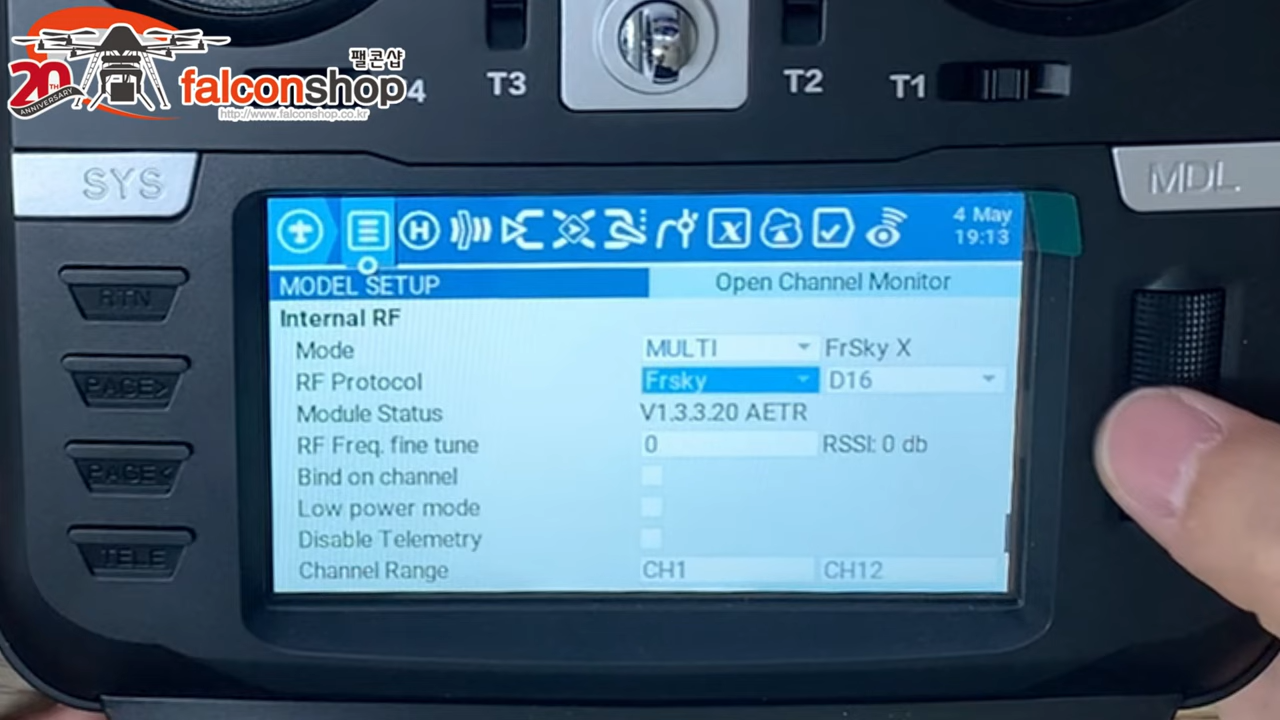 팰콘샵
20TH
ANNIVERSARY
falconshop
http://www.falconshop.co.kr
4
T3
T2
T1
SYS
MDL
RTN
PAGE>
PAGE<
TELE
4 May
19:13
MODEL SETUP
Open Channel Monitor
Internal RF
Mode MULTI FrSky X
RF Protocol Frsky D16
Module Status V1.3.3.20 AETR
RF Freq. fine tune 0 RSSI: 0 db
Bind on channel
Low power mode
Disable Telemetry
Channel Range CH1 CH12